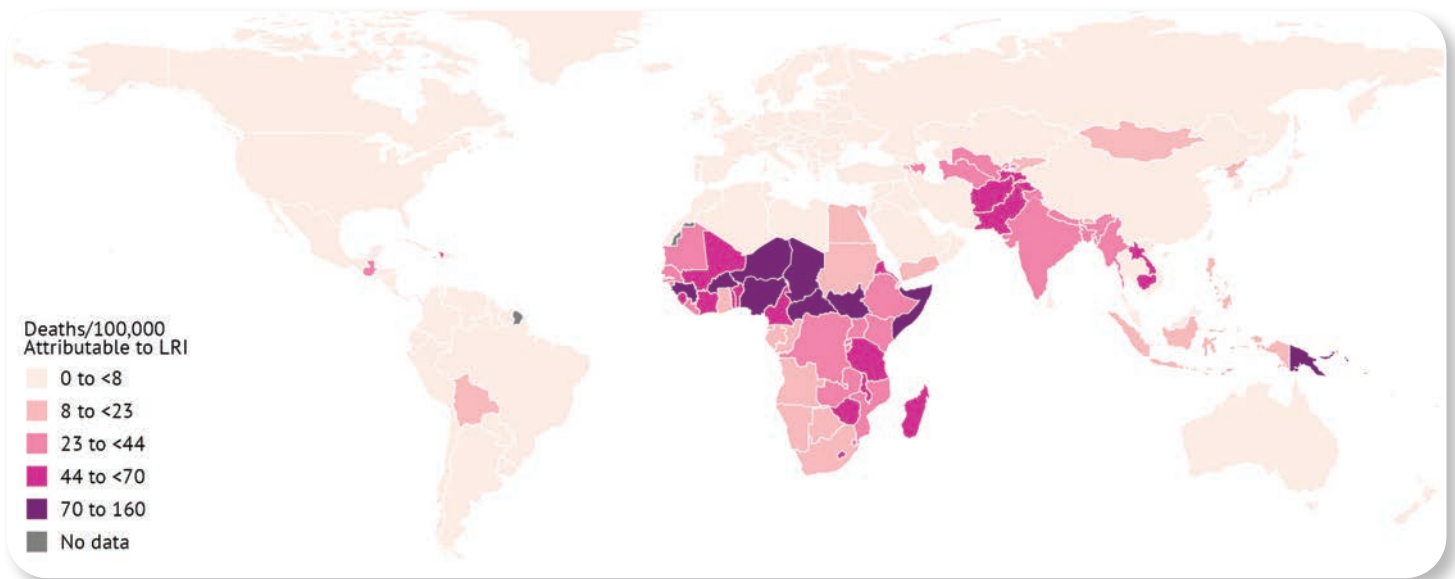 Deaths/100,000
Attributable to LRI
0 to <8
8 to <23
23 to <44
44 to <70
70 to 160
No data